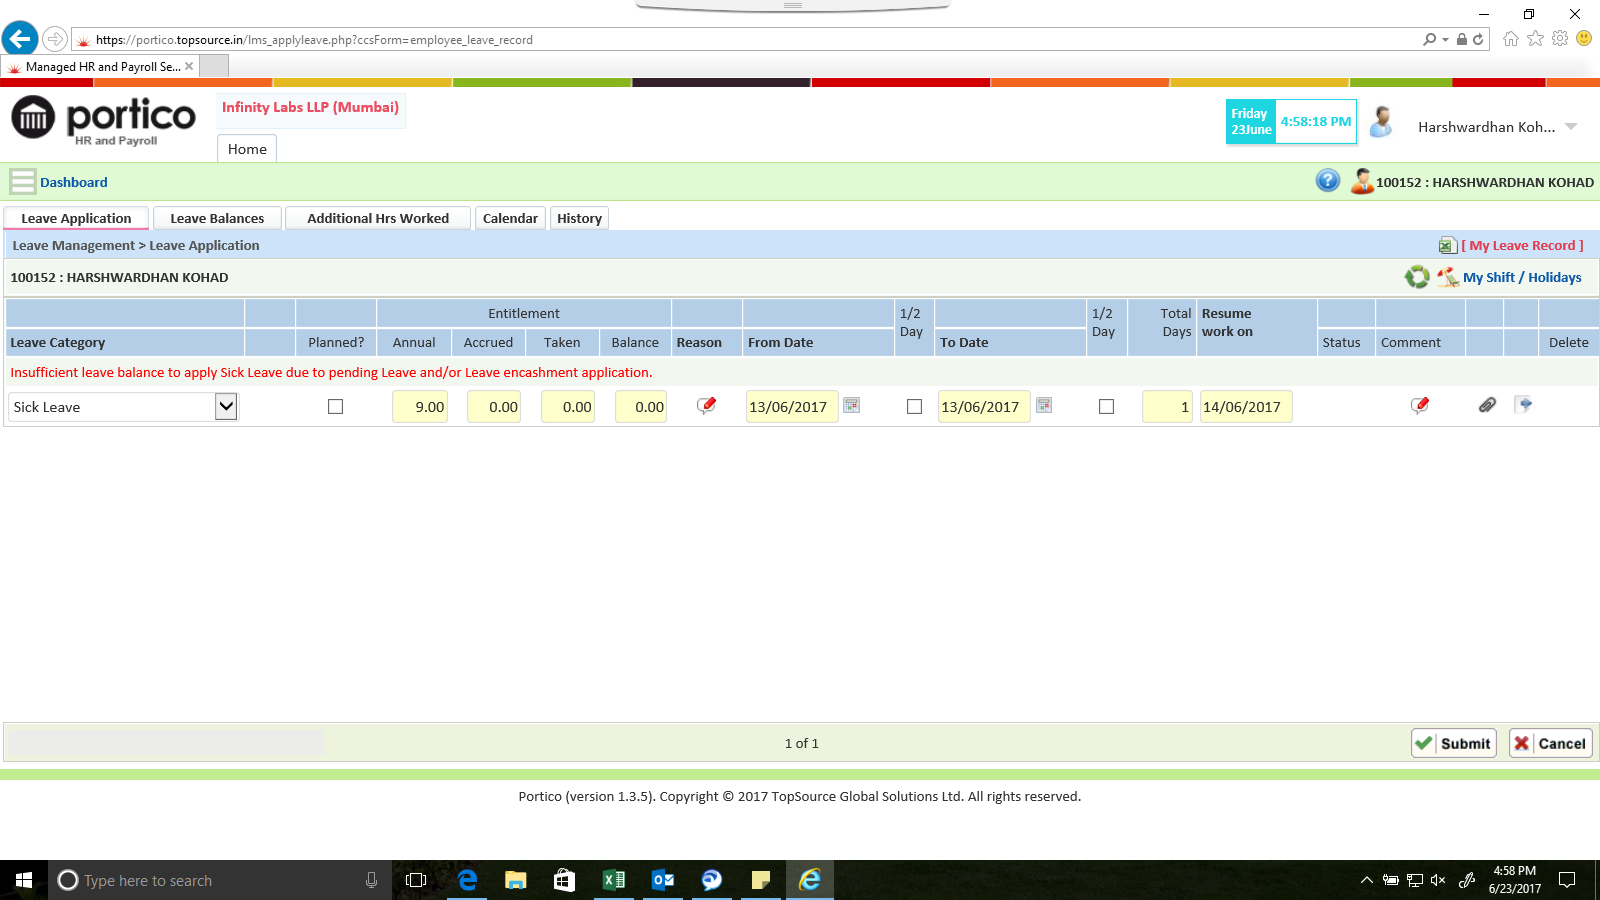 https://portico.topsource.in/lms_applyleave.php?ccsForm=employee_leave_record
Managed HR and Payroll Se...
portico
HR and Payroll
Infinity Labs LLP (Mumbai)
Home
Friday
23June
4:58:18 PM
Harshwardhan Koh...
Dashboard
100152 : HARSHWARDHAN KOHAD
Leave Application Leave Balances Additional Hrs Worked Calendar History
Leave Management > Leave Application
[ My Leave Record ]
100152 : HARSHWARDHAN KOHAD
My Shift / Holidays
Entitlement 1/2 Day 1/2 Day Total Days Resume work on
Leave Category Planned? Annual Accrued Taken Balance Reason From Date To Date Status Comment Delete
Insufficient leave balance to apply Sick Leave due to pending Leave and/or Leave encashment application.
Sick Leave 9.00 0.00 0.00 0.00 13/06/2017 13/06/2017 1 14/06/2017
1 of 1
Submit Cancel
Portico (version 1.3.5). Copyright © 2017 TopSource Global Solutions Ltd. All rights reserved.
Type here to search
4:58 PM
6/23/2017